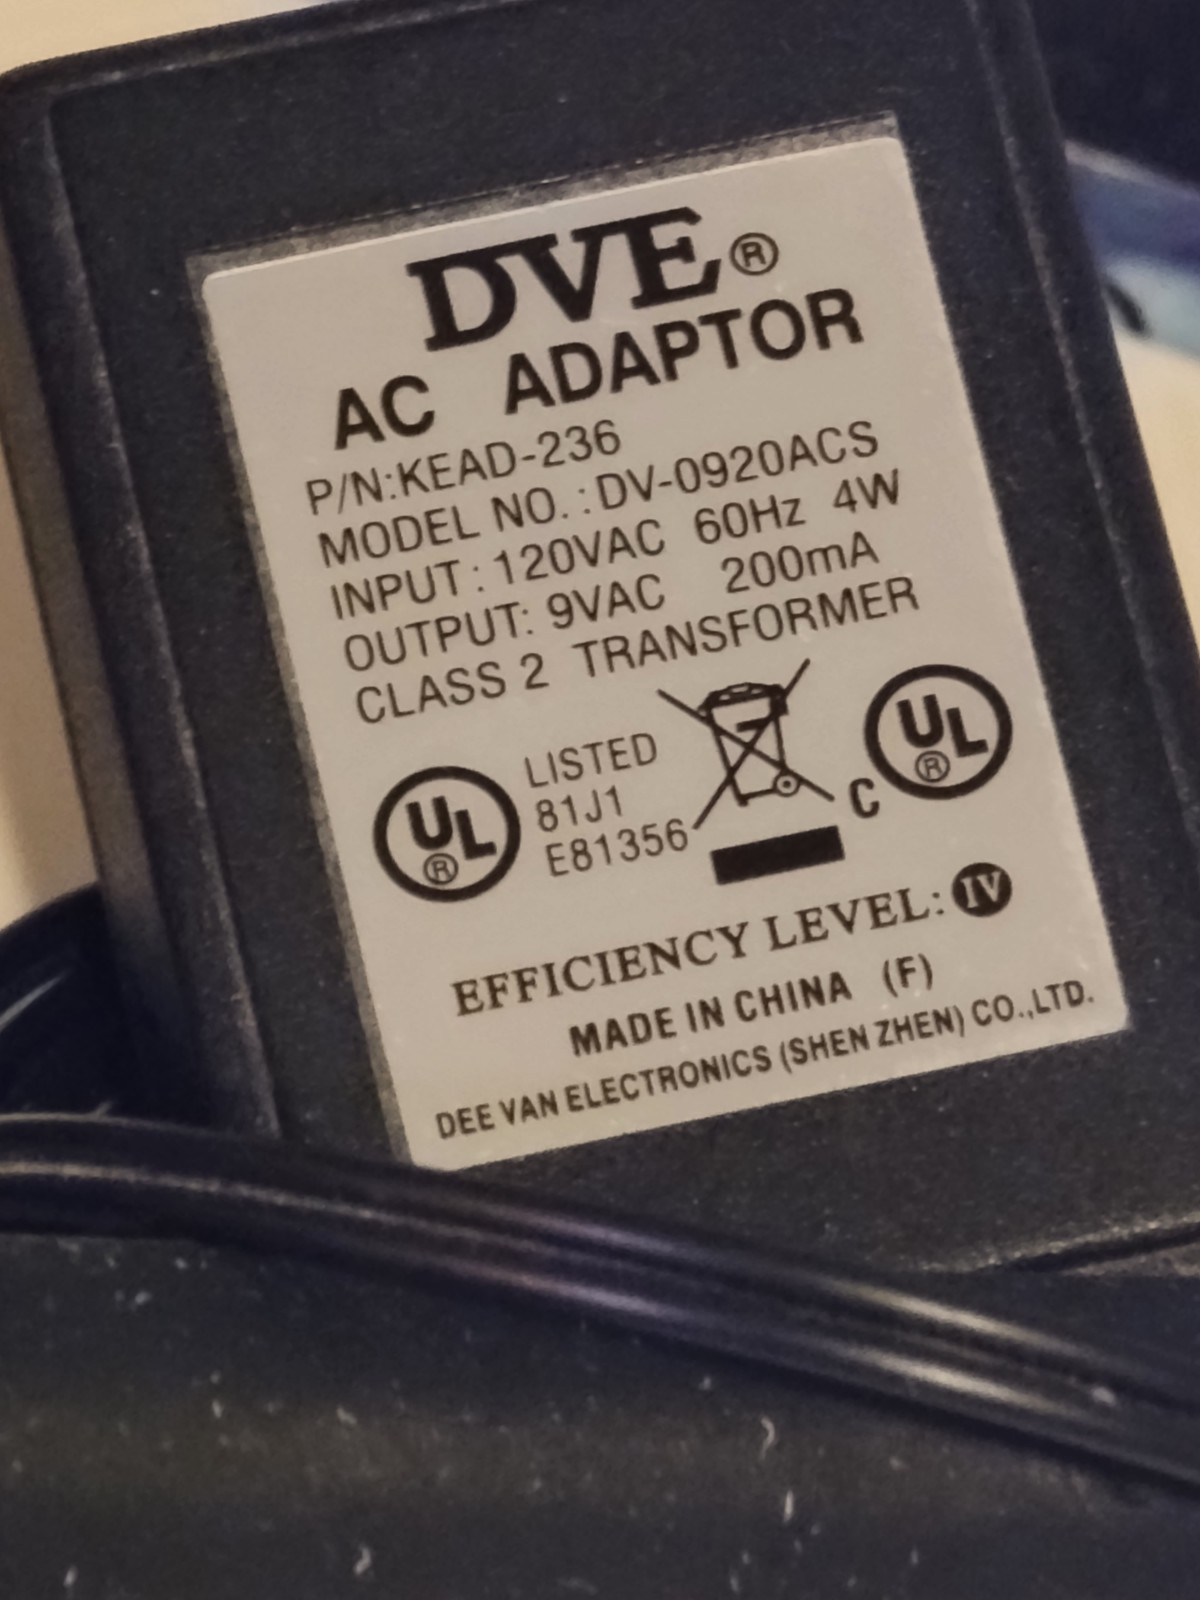 DVE®
AC ADAPTOR
P/N:KEAD-236
MODEL NO. : DV-0920ACS
INPUT : 120VAC 60Hz 4W
OUTPUT: 9VAC 200mA
CLASS 2 TRANSFORMER
UL® LISTED
81J1
E81356
C UL®
EFFICIENCY LEVEL: IV
MADE IN CHINA (F)
DEE VAN ELECTRONICS (SHEN ZHEN) CO.,LTD.